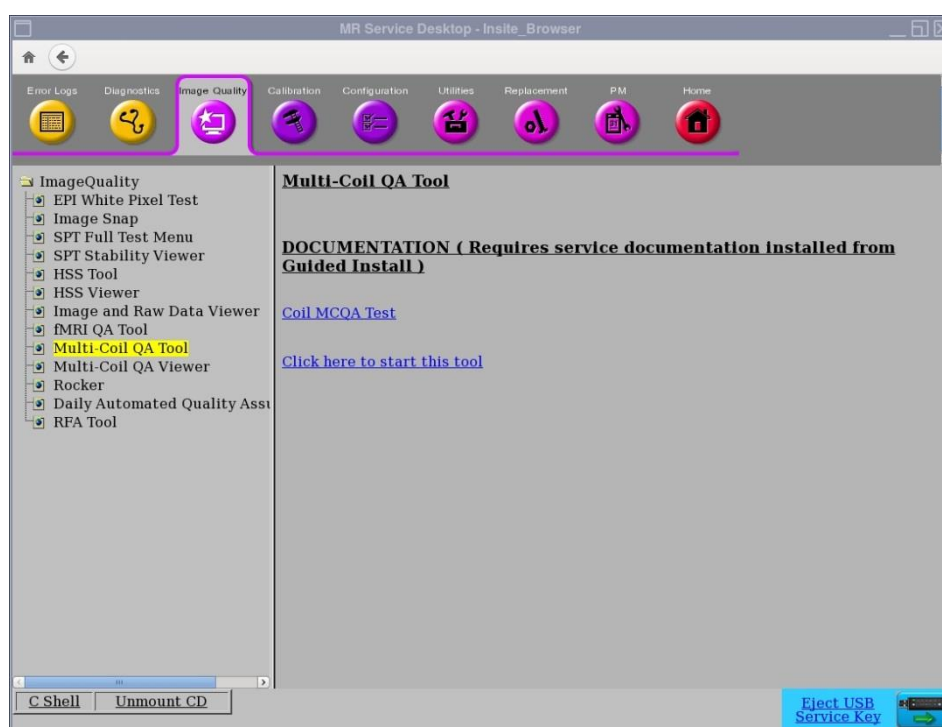 MR Service Desktop - Insite_Browser
Error Logs
Diagnostics
Image Quality
Calibration
Configuration
Utilities
Replacement
PM
Home
ImageQuality
EPI White Pixel Test
Image Snap
SPT Full Test Menu
SPT Stability Viewer
HSS Tool
HSS Viewer
Image and Raw Data Viewer
fMRI QA Tool
Multi-Coil QA Tool
Multi-Coil QA Viewer
Rocker
Daily Automated Quality Assu
RFA Tool
Multi-Coil QA Tool
DOCUMENTATION ( Requires service documentation installed from
Guided Install )
Coil MCQA Test
Click here to start this tool
C Shell
Unmount CD
Eject USB
Service Key